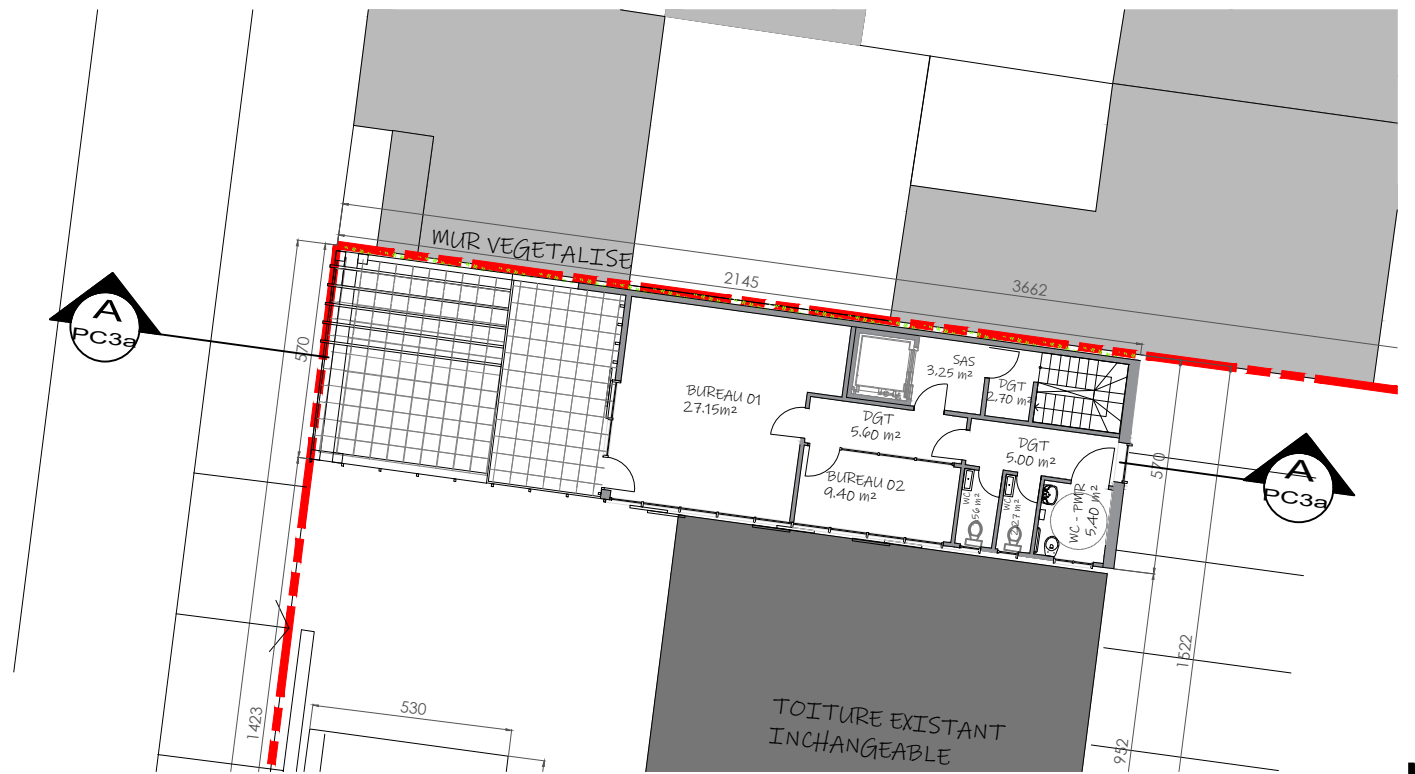 MUR VEGETALISE
2145
3662
A
PC3a
570
SAS
3.25 m²
DGT
2,70 m²
BUREAU 01
27.15m²
DGT
5.60 m²
DGT
5.00 m²
A
PC3a
570
BUREAU 02
9.40 m²
WC
WC
WC - PMR
5,40 m²
1522
TOITURE EXISTANT
INCHANGEABLE
530
1423
952